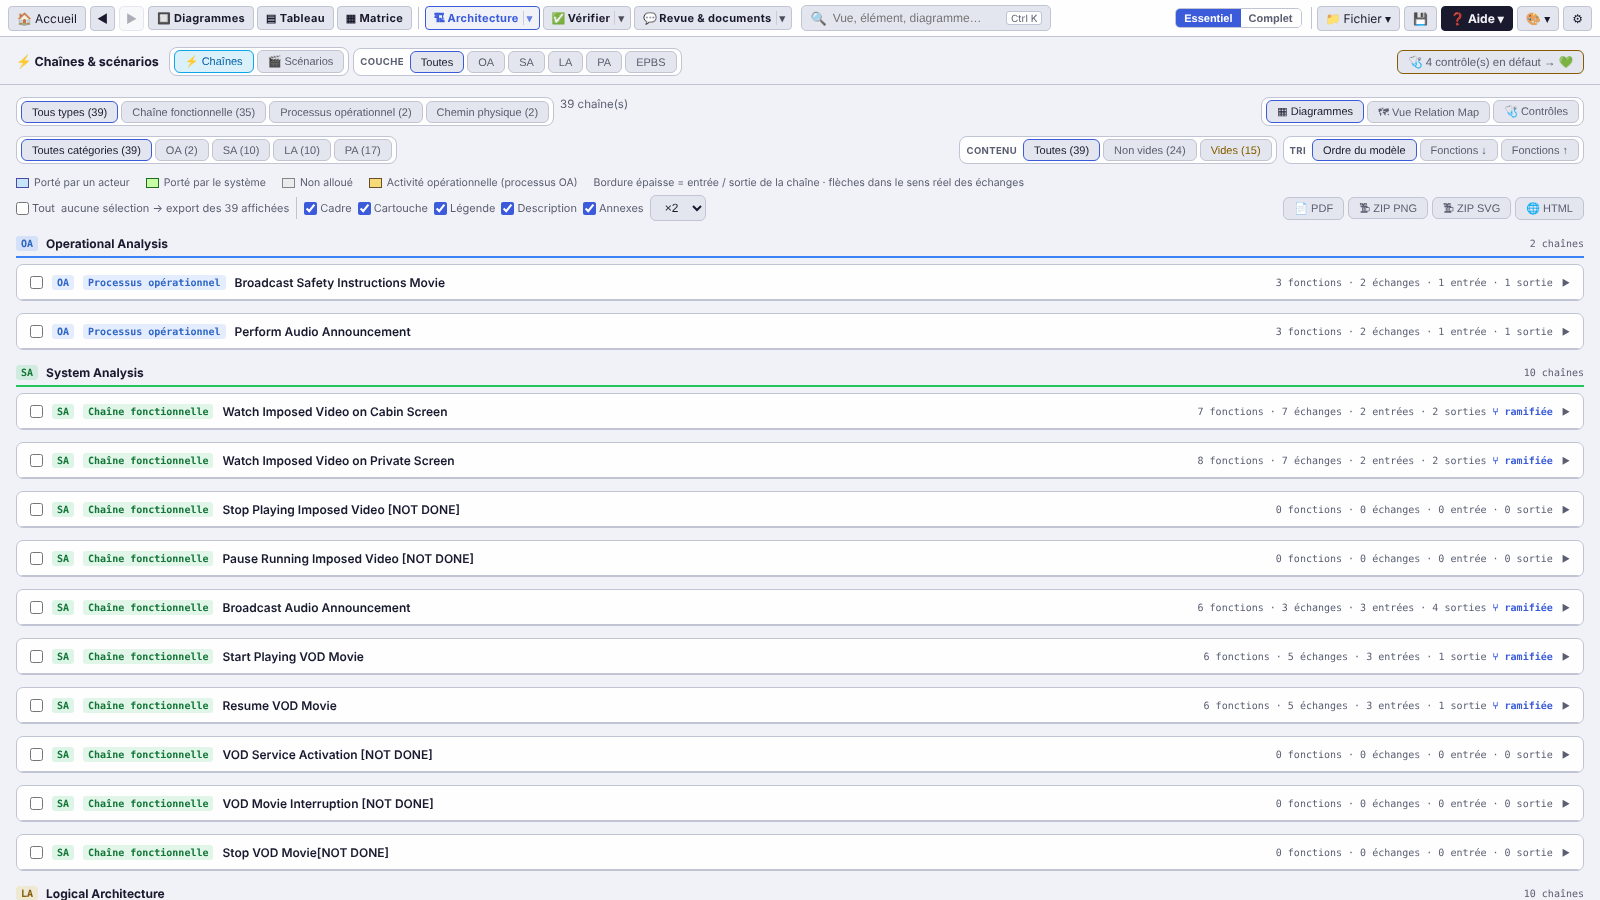 🏠 Accueil ◀ ▶ 🔲 Diagrammes ▤ Tableau ▦ Matrice 🏗 Architecture ▾ ✅ Vérifier ▾ 💬 Revue & documents ▾ 🔍 Vue, élément, diagramme… Ctrl K Essentiel Complet 📁 Fichier ▾ 💾 ❓ Aide ▾ 🎨 ▾ ⚙
⚡ Chaînes & scénarios ⚡ Chaînes 🎬 Scénarios COUCHE Toutes OA SA LA PA EPBS 🩺 4 contrôle(s) en défaut → 💚
Tous types (39) Chaîne fonctionnelle (35) Processus opérationnel (2) Chemin physique (2) 39 chaîne(s) ▦ Diagrammes 🗺 Vue Relation Map 🩺 Contrôles
Toutes catégories (39) OA (2) SA (10) LA (10) PA (17) CONTENU Toutes (39) Non vides (24) Vides (15) TRI Ordre du modèle Fonctions ↓ Fonctions ↑
Porté par un acteur Porté par le système Non alloué Activité opérationnelle (processus OA) Bordure épaisse = entrée / sortie de la chaîne · flèches dans le sens réel des échanges
Tout aucune sélection → export des 39 affichées Cadre Cartouche Légende Description Annexes ×2 📄 PDF 🗜 ZIP PNG 🗜 ZIP SVG 🌐 HTML
OA Operational Analysis 2 chaînes
OA Processus opérationnel Broadcast Safety Instructions Movie 3 fonctions · 2 échanges · 1 entrée · 1 sortie ▶
OA Processus opérationnel Perform Audio Announcement 3 fonctions · 2 échanges · 1 entrée · 1 sortie ▶
SA System Analysis 10 chaînes
SA Chaîne fonctionnelle Watch Imposed Video on Cabin Screen 7 fonctions · 7 échanges · 2 entrées · 2 sorties ⑂ ramifiée ▶
SA Chaîne fonctionnelle Watch Imposed Video on Private Screen 8 fonctions · 7 échanges · 2 entrées · 2 sorties ⑂ ramifiée ▶
SA Chaîne fonctionnelle Stop Playing Imposed Video [NOT DONE] 0 fonctions · 0 échanges · 0 entrée · 0 sortie ▶
SA Chaîne fonctionnelle Pause Running Imposed Video [NOT DONE] 0 fonctions · 0 échanges · 0 entrée · 0 sortie ▶
SA Chaîne fonctionnelle Broadcast Audio Announcement 6 fonctions · 3 échanges · 3 entrées · 4 sorties ⑂ ramifiée ▶
SA Chaîne fonctionnelle Start Playing VOD Movie 6 fonctions · 5 échanges · 3 entrées · 1 sortie ⑂ ramifiée ▶
SA Chaîne fonctionnelle Resume VOD Movie 6 fonctions · 5 échanges · 3 entrées · 1 sortie ⑂ ramifiée ▶
SA Chaîne fonctionnelle VOD Service Activation [NOT DONE] 0 fonctions · 0 échanges · 0 entrée · 0 sortie ▶
SA Chaîne fonctionnelle VOD Movie Interruption [NOT DONE] 0 fonctions · 0 échanges · 0 entrée · 0 sortie ▶
SA Chaîne fonctionnelle Stop VOD Movie[NOT DONE] 0 fonctions · 0 échanges · 0 entrée · 0 sortie ▶
LA Logical Architecture 10 chaînes